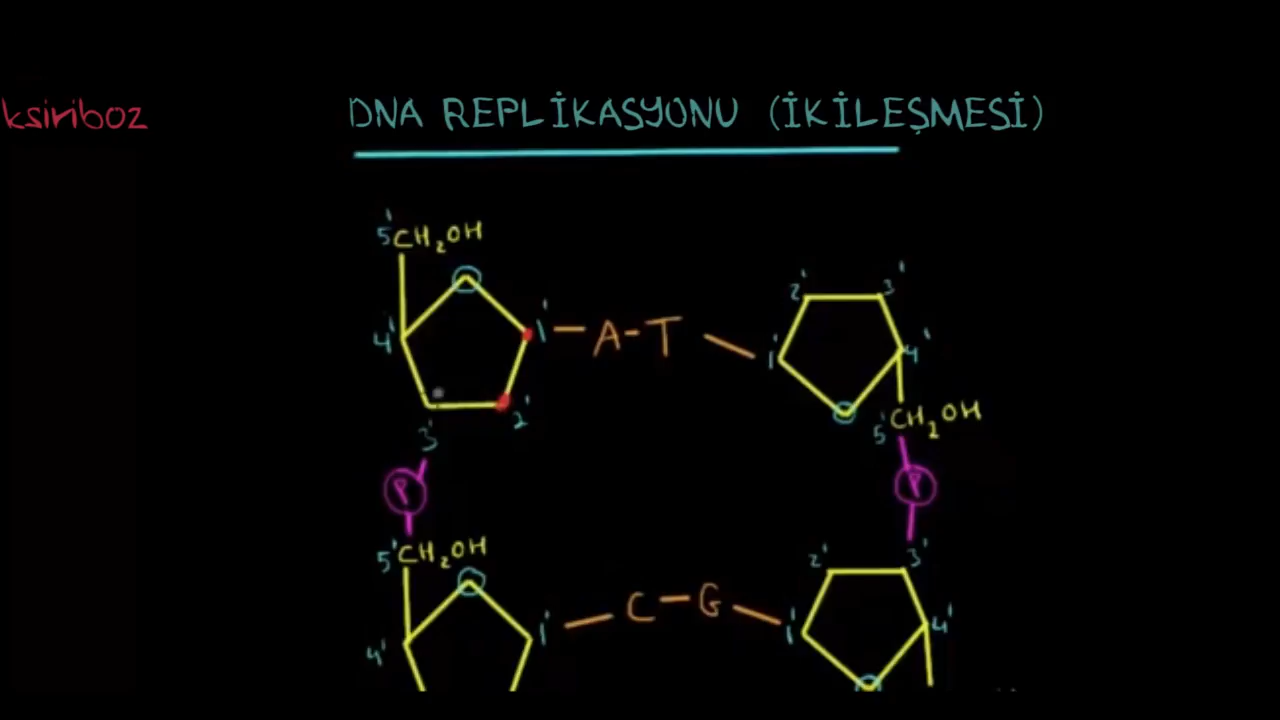 ksiriboz
DNA REPLİKASYONU (İKİLEŞMESİ)
5' CH2OH
2' 3'
4' 1' — A-T 1' 4'
3' 2' 5' CH2OH
P P
5' CH2OH 2' 3'
4' 1' — C — G 1' 4'